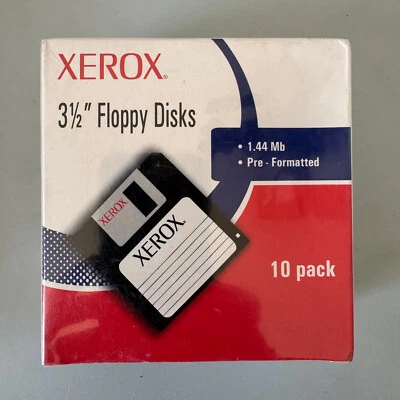 XEROX®
3½" Floppy Disks
• 1.44 Mb
• Pre - Formatted
XEROX
XEROX®
10 pack